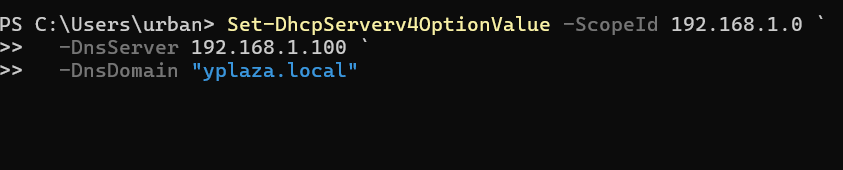 PS C:\Users\urban> Set-DhcpServerv4OptionValue -ScopeId 192.168.1.0 `
>>   -DnsServer 192.168.1.100 `
>>   -DnsDomain "yplaza.local"